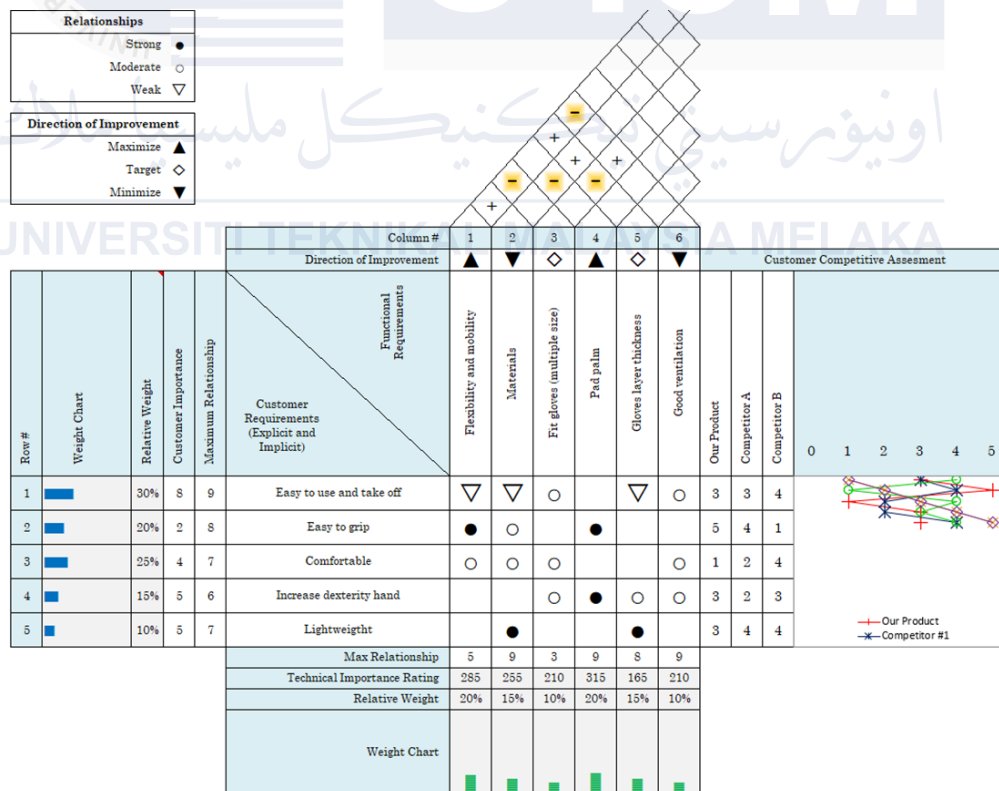 Relationships
Strong ●
Moderate ○
Weak ▽
Direction of Improvement
Maximize ▲
Target ◇
Minimize ▼
اونيۏرسيتي تيكنيكل مليسيا ملاك
UNIVERSITI TEKNIKAL MALAYSIA MELAKA
−
+
+ +
− − −
+
Column # 1 2 3 4 5 6
Direction of Improvement ▲ ▼ ◇ ▲ ◇ ▼ Customer Competitive Assesment
Row #
Weight Chart
Relative Weight
Customer Importance
Maximum Relationship
Functional
Requirements
Customer
Requirements
(Explicit and
Implicit)
Flexibility and mobility
Materials
Fit gloves (multiple size)
Pad palm
Gloves layer thickness
Good ventilation
Our Product
Competitor A
Competitor B
0 1 2 3 4 5
1 30% 8 9 Easy to use and take off ▽ ▽ ○ ▽ ○ 3 3 4
2 20% 2 8 Easy to grip ● ○ ● 5 4 1
3 25% 4 7 Comfortable ○ ○ ○ ○ 1 2 4
4 15% 5 6 Increase dexterity hand ○ ● ○ ○ 3 2 3
5 10% 5 7 Lightweigtht ● ● 3 4 4
Our Product
Competitor #1
Max Relationship 5 9 3 9 8 9
Technical Importance Rating 285 255 210 315 165 210
Relative Weight 20% 15% 10% 20% 15% 10%
Weight Chart